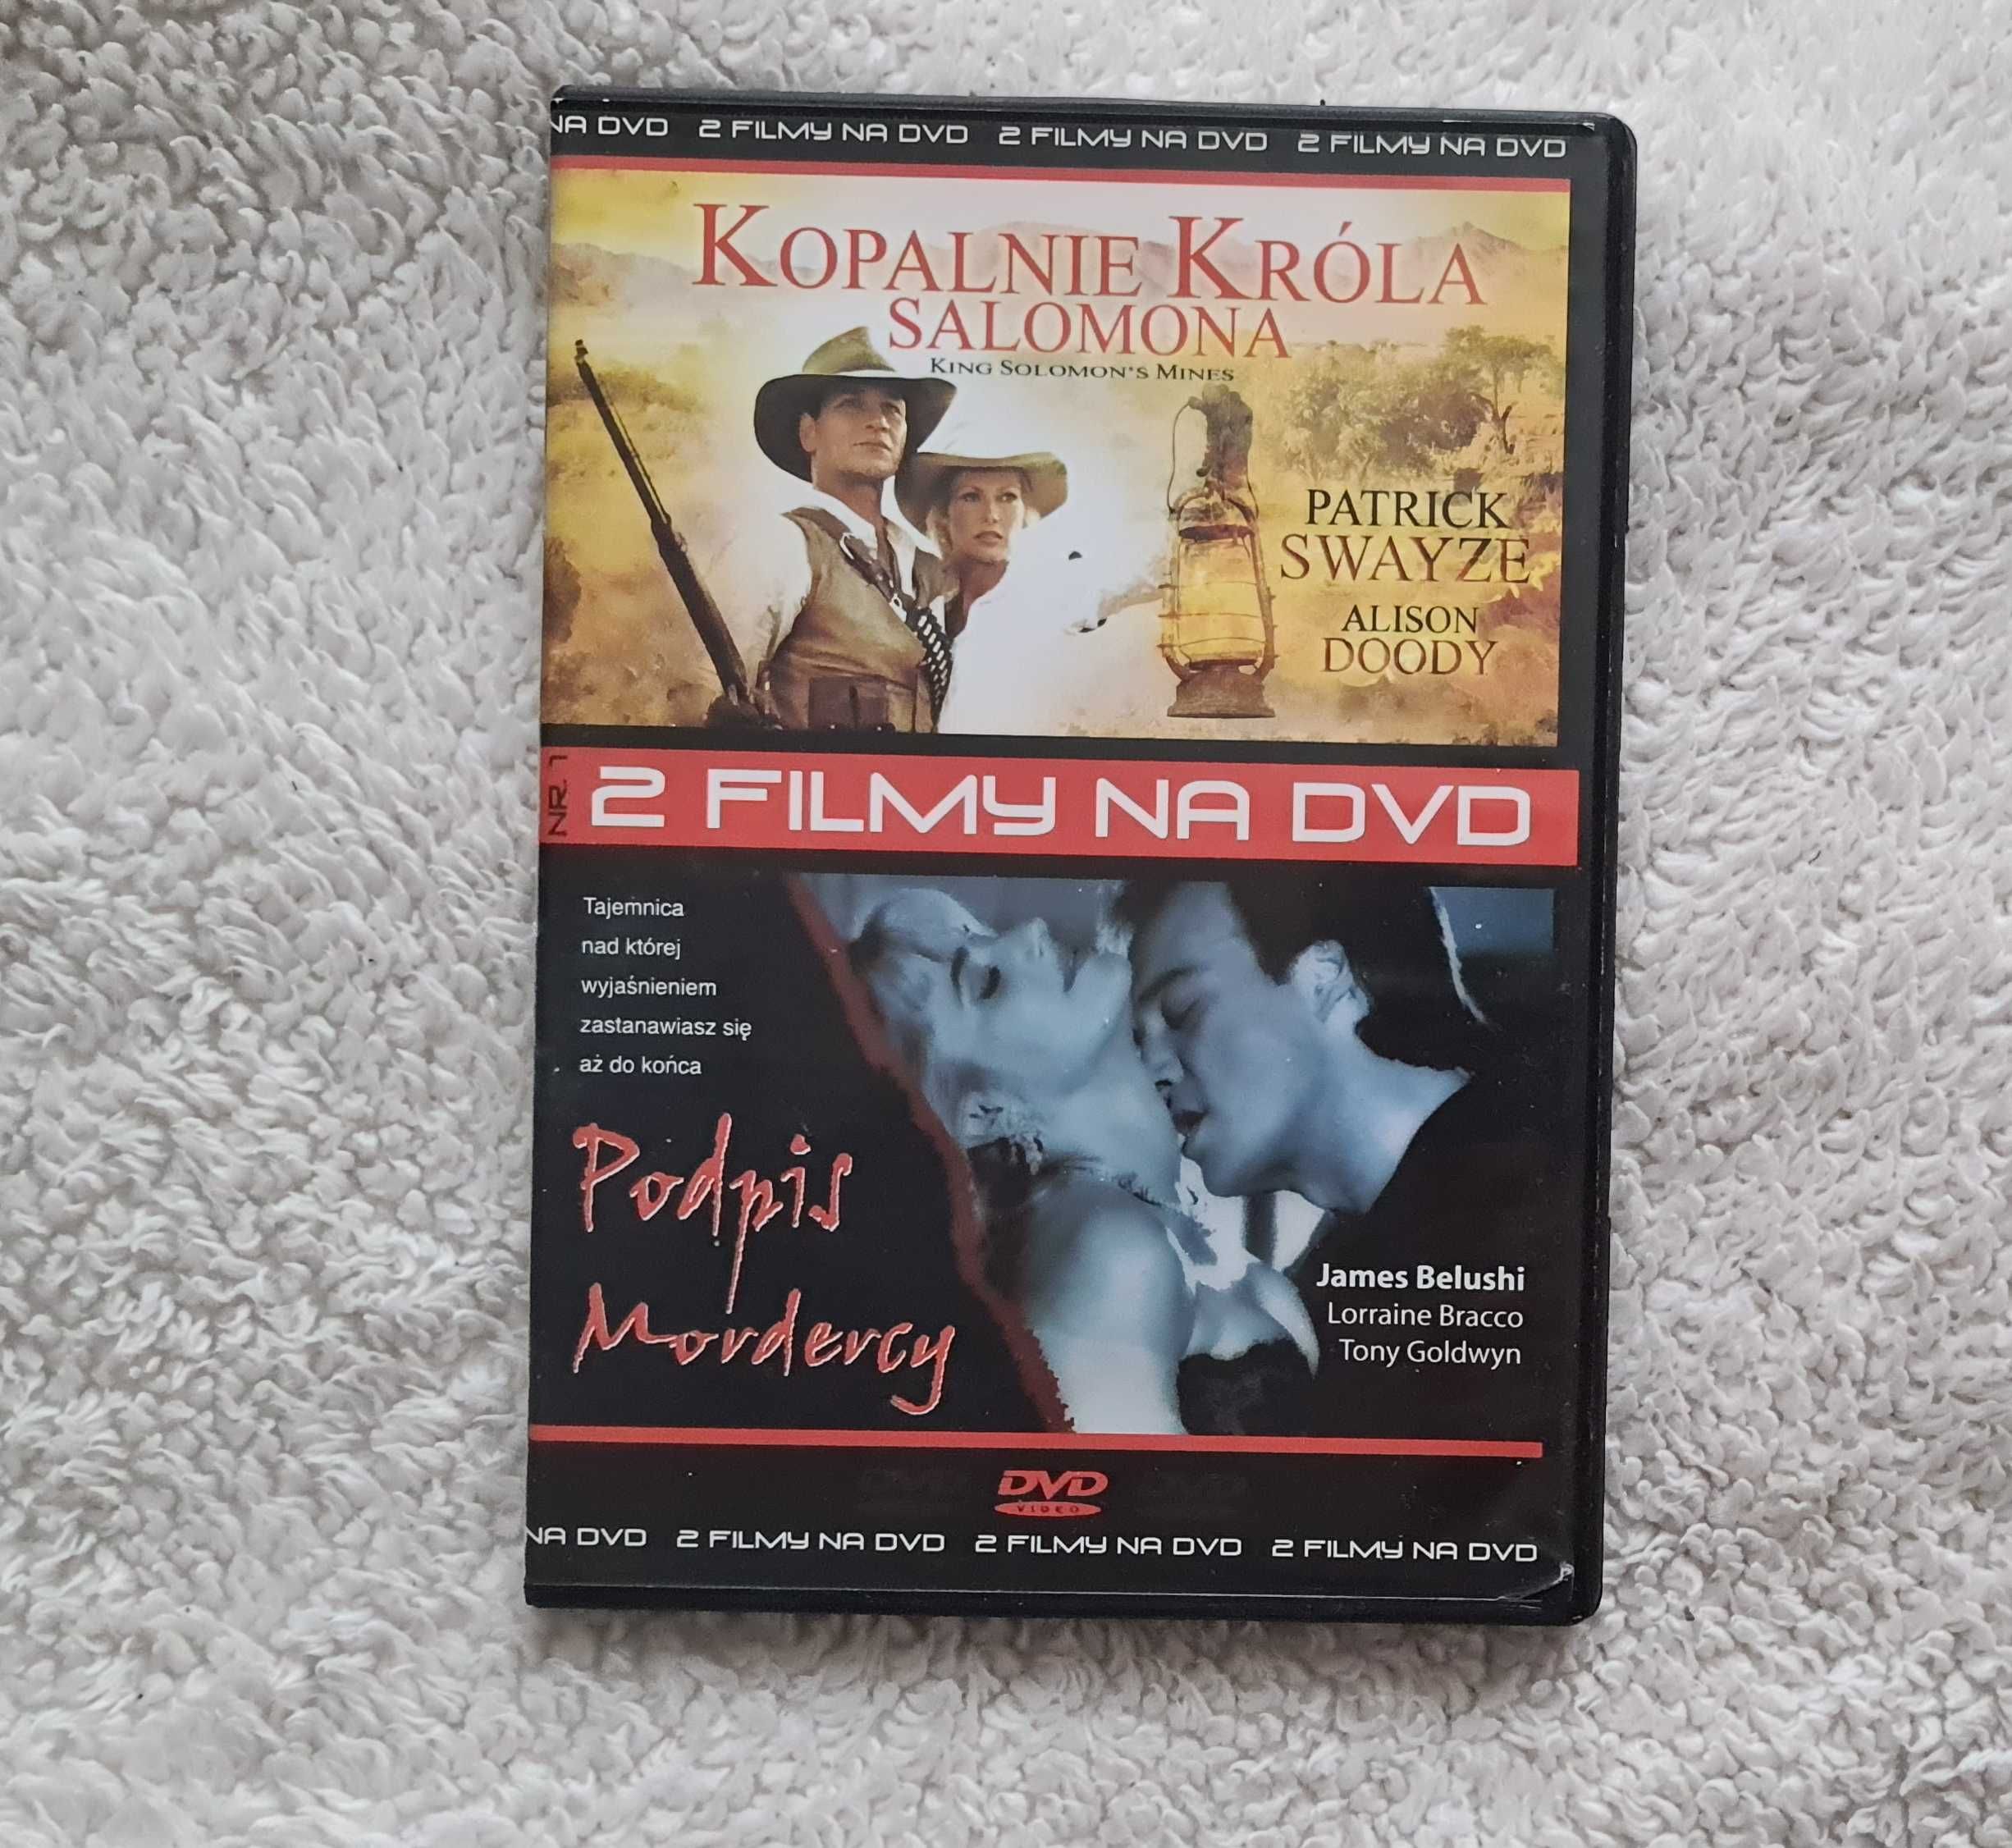 NA DVD 2 FILMY NA DVD 2 FILMY NA DVD 2 FILMY NA DVD
KOPALNIE KRÓLA
SALOMONA
KING SOLOMON'S MINES
PATRICK
SWAYZE
ALISON
DOODY
NR. 1
2 FILMY NA DVD
Tajemnica
nad której
wyjaśnieniem
zastanawiasz się
aż do końca
Podpis
Mordercy
James Belushi
Lorraine Bracco
Tony Goldwyn
DVD
VIDEO
NA DVD 2 FILMY NA DVD 2 FILMY NA DVD 2 FILMY NA DVD